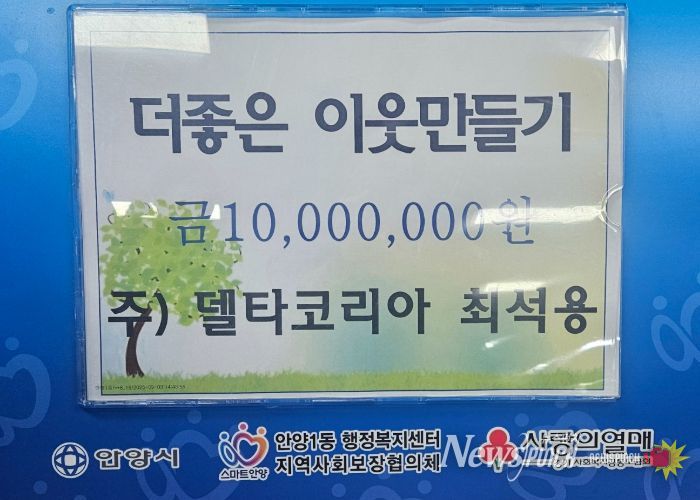 더좋은 이웃만들기
금10,000,000원
주) 델타코리아 최석용
안양시
스마트안양
안양1동 행정복지센터
지역사회보장협의체
사랑의열매
Newspinch
NEWSPINCH